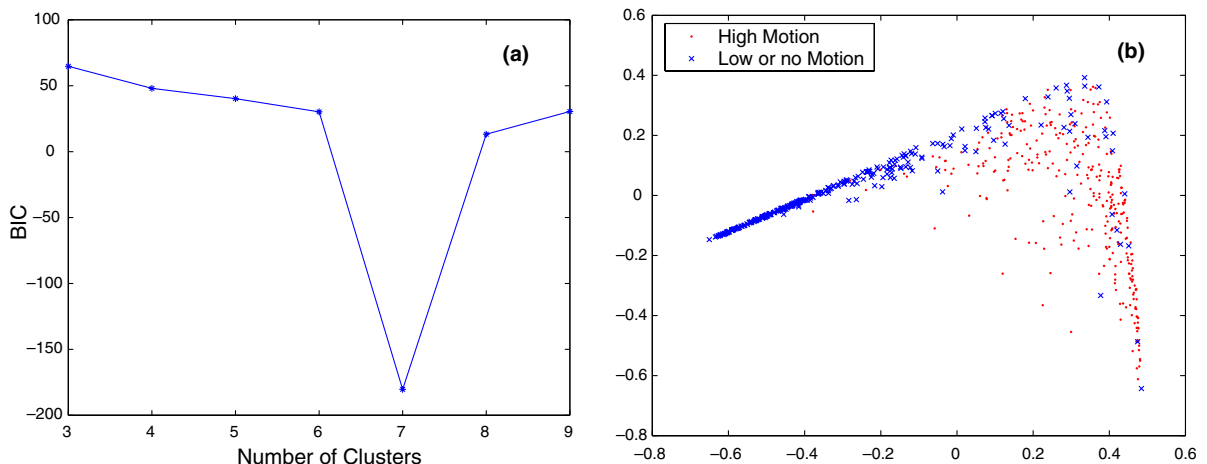 100
50
0
−50
−100
−150
−200
BIC
3 4 5 6 7 8 9
Number of Clusters
(a)
0.6
0.4
0.2
0
−0.2
−0.4
−0.6
−0.8
−0.8 −0.6 −0.4 −0.2 0 0.2 0.4 0.6
High Motion
Low or no Motion
(b)